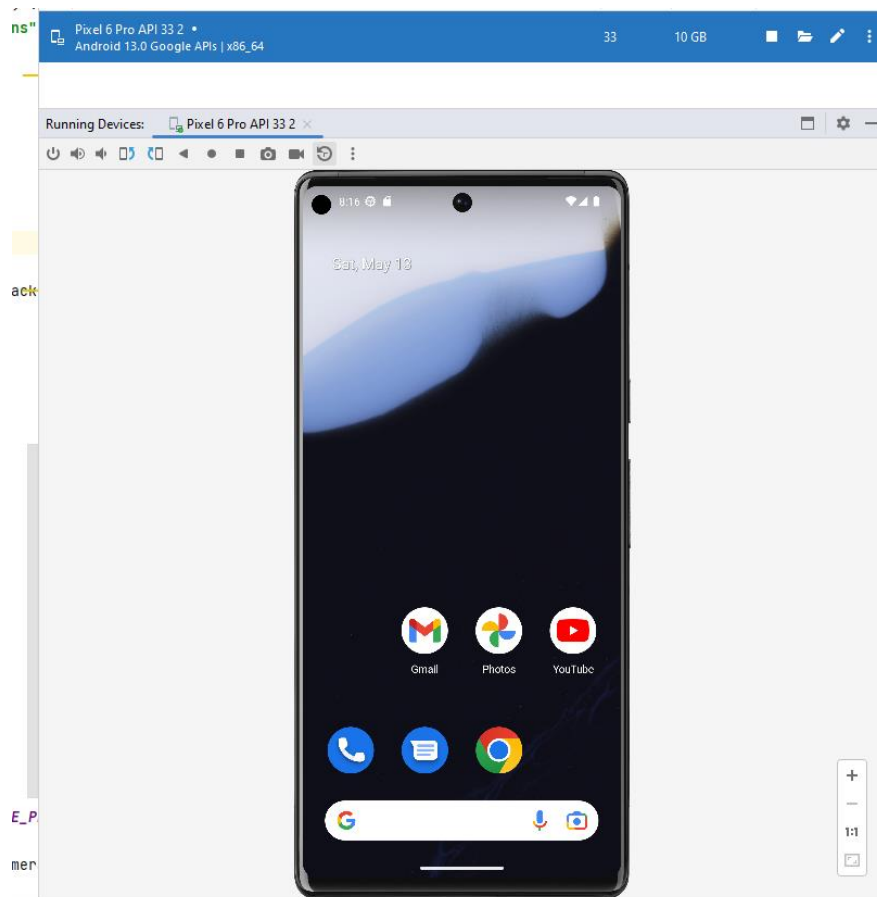 ns"
Pixel 6 Pro API 33 2
Android 13.0 Google APIs | x86_64
33
10 GB
Running Devices:
Pixel 6 Pro API 33 2
8:16
Sat, May 13
ack
Gmail
Photos
YouTube
E_P
1:1
mer